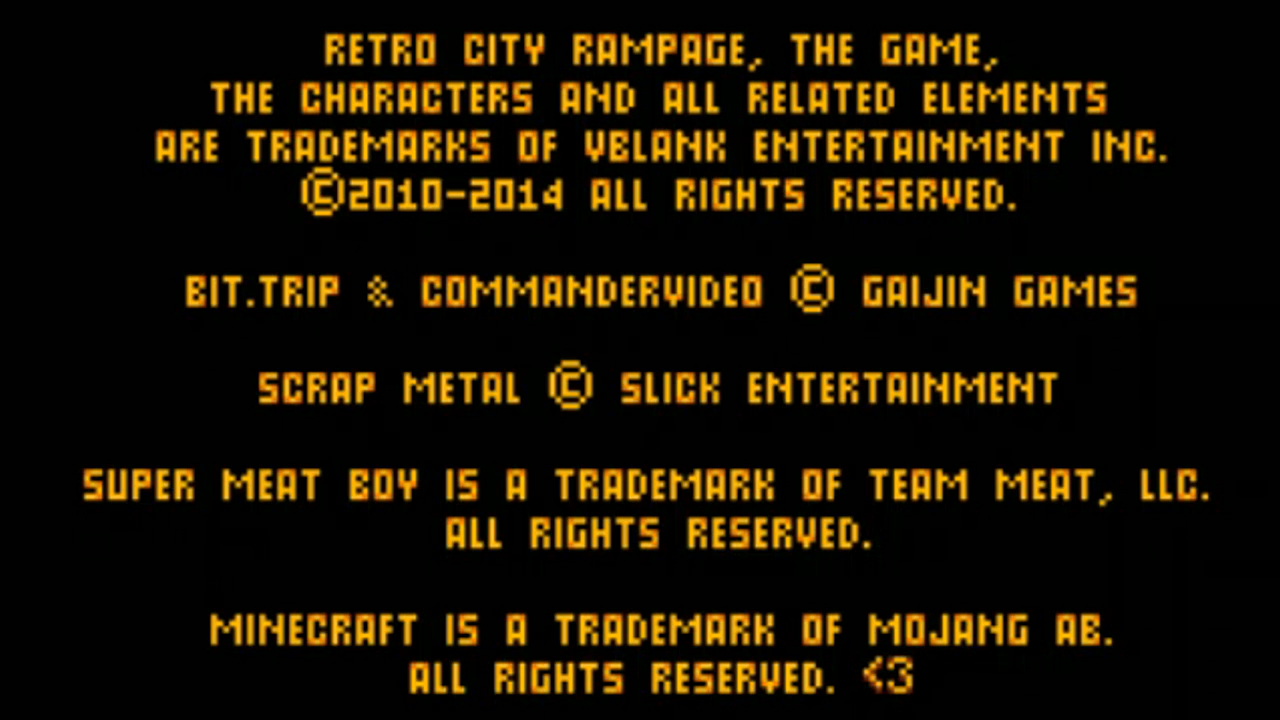 RETRO CITY RAMPAGE, THE GAME,
THE CHARACTERS AND ALL RELATED ELEMENTS
ARE TRADEMARKS OF VBLANK ENTERTAINMENT INC.
©2010-2014 ALL RIGHTS RESERVED.
BIT.TRIP & COMMANDERVIDEO © GAIJIN GAMES
SCRAP METAL © SLICK ENTERTAINMENT
SUPER MEAT BOY IS A TRADEMARK OF TEAM MEAT, LLC.
ALL RIGHTS RESERVED.
MINECRAFT IS A TRADEMARK OF MOJANG AB.
ALL RIGHTS RESERVED. <3